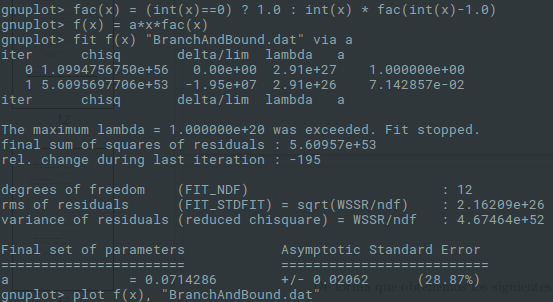 gnuplot> fac(x) = (int(x)==0) ? 1.0 : int(x) * fac(int(x)-1.0)
gnuplot> f(x) = a*x*fac(x)
gnuplot> fit f(x) "BranchAndBound.dat" via a
iter      chisq       delta/lim  lambda   a
0 1.0994756750e+56   0.00e+00  2.91e+27    1.000000e+00
1 5.6095697706e+53  -1.95e+07  2.91e+26    7.142857e-02
iter      chisq       delta/lim  lambda   a
The maximum lambda = 1.000000e+20 was exceeded. Fit stopped.
final sum of squares of residuals : 5.60957e+53
rel. change during last iteration : -195
degrees of freedom    (FIT_NDF)                        : 12
rms of residuals      (FIT_STDFIT) = sqrt(WSSR/ndf)    : 2.16209e+26
variance of residuals (reduced chisquare) = WSSR/ndf   : 4.67464e+52
Final set of parameters            Asymptotic Standard Error
=======================            ==========================
a               = 0.0714286        +/- 0.02062      (28.87%)
gnuplot> plot f(x), "BranchAndBound.dat"